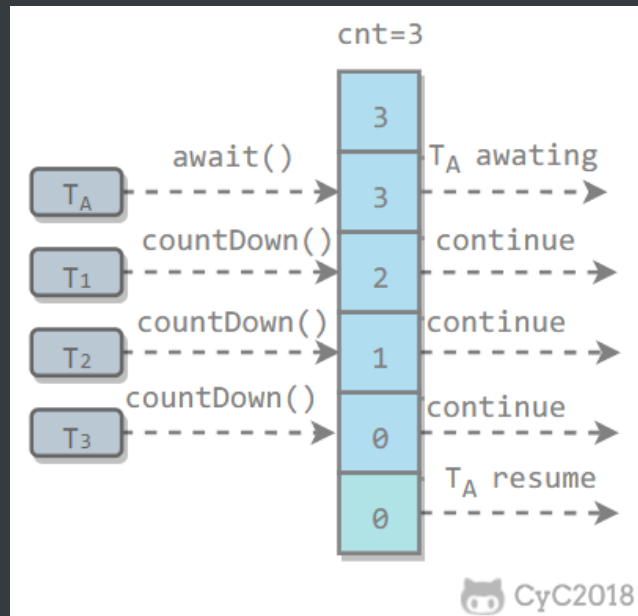 cnt=3
3
await()
TA awating
TA
3
countDown()
continue
T1
2
countDown()
continue
T2
1
countDown()
continue
T3
0
TA resume
0
CyC2018